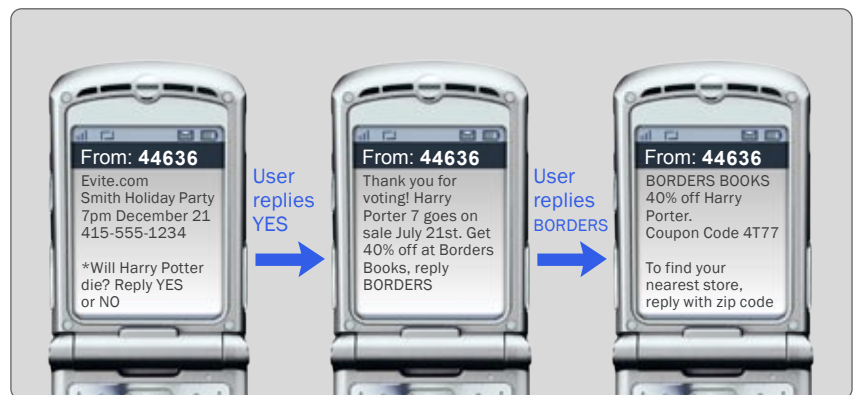 From: 44636
Evite.com
Smith Holiday Party
7pm December 21
415-555-1234
*Will Harry Potter
die? Reply YES
or NO
User
replies
YES
From: 44636
Thank you for
voting! Harry
Porter 7 goes on
sale July 21st. Get
40% off at Borders
Books, reply
BORDERS
User
replies
BORDERS
From: 44636
BORDERS BOOKS
40% off Harry
Porter.
Coupon Code 4T77
To find your
nearest store,
reply with zip code